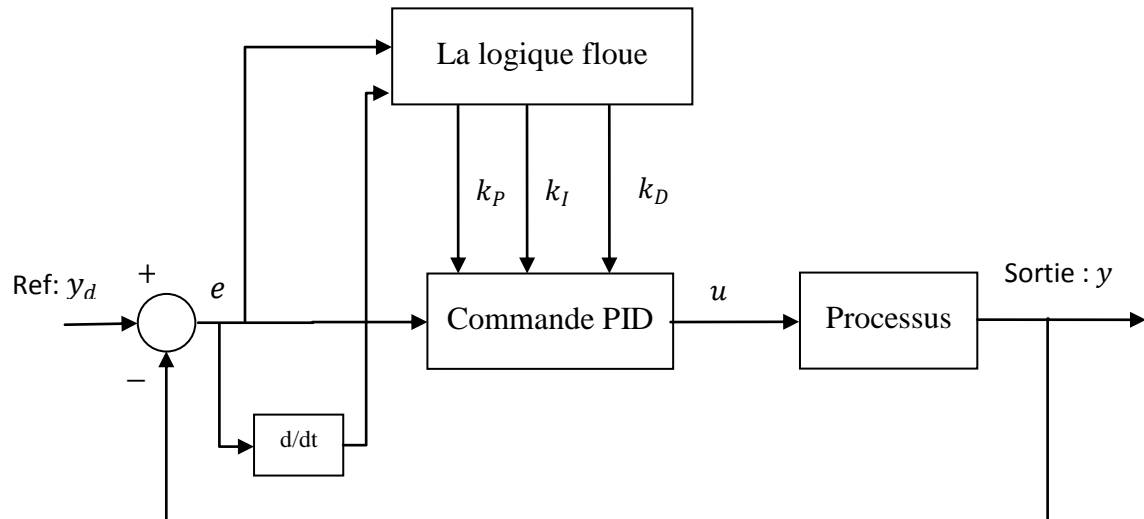 La logique floue
k_P k_I k_D
Ref: y_d
+
−
e
Commande PID
u
Processus
Sortie : y
d/dt